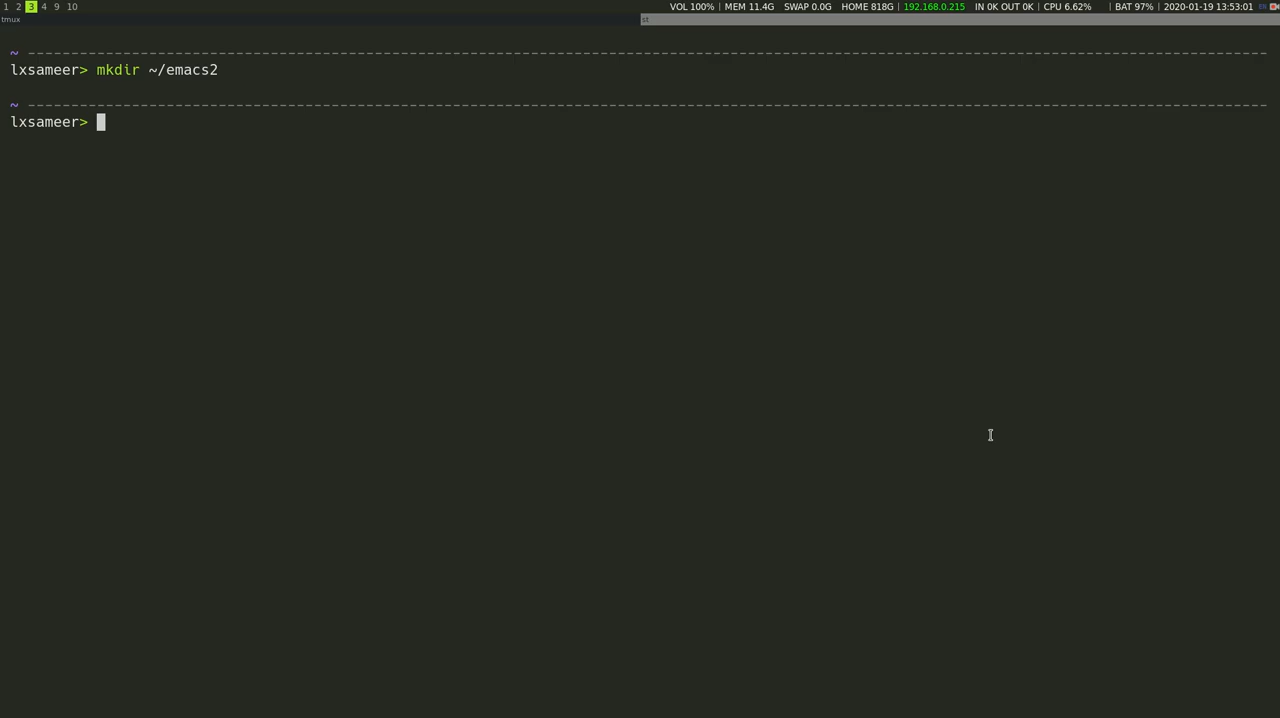 1 2 3 4 9 10 VOL 100% | MEM 11.4G SWAP 0.0G HOME 818G | 192.168.0.215 IN 0K OUT 0K | CPU 6.62% | BAT 97% | 2020-01-19 13:53:01 EN
tmux st
~ ------------------------------------------------------------------------
lxsameer> mkdir ~/emacs2
~ ------------------------------------------------------------------------
lxsameer>